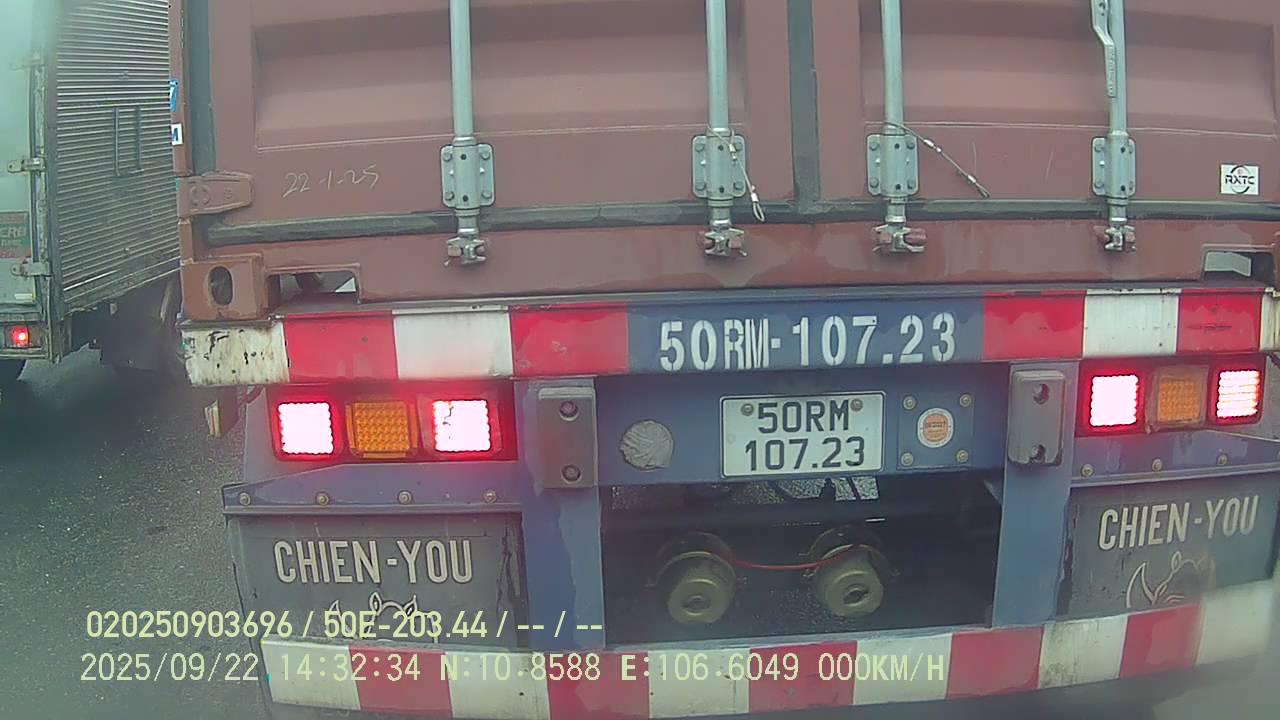 22-1-25
RXTC
50RM-107.23
50RM
107.23
CHIEN-YOU
CHIEN-YOU
020250903696 / 50E-203.44 / -- / --
2025/09/22 14:32:34 N:10.8588 E:106.6049 000KM/H